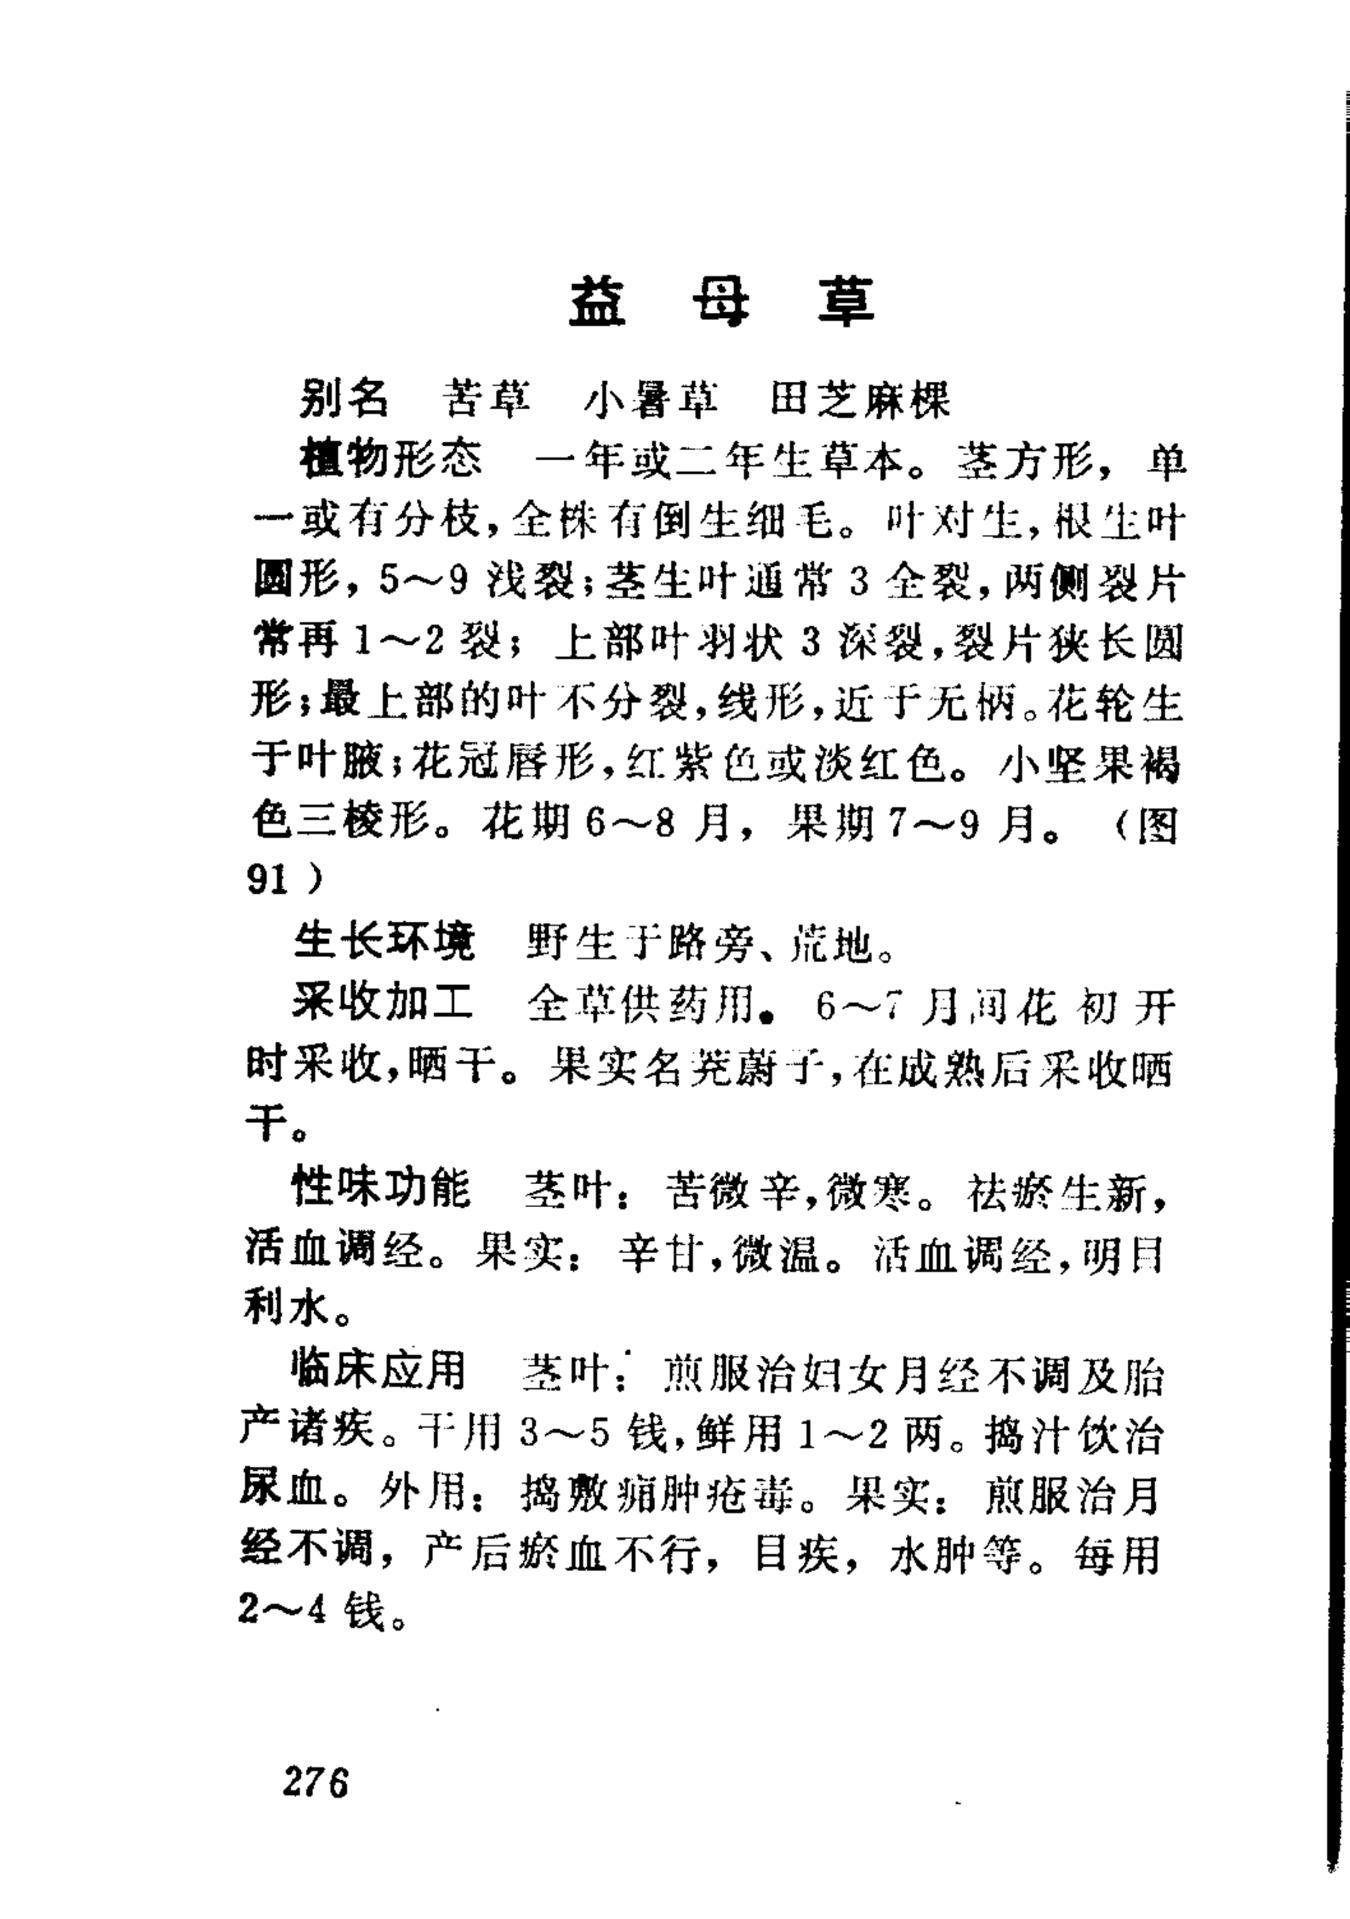 益母草
别名 苦草 小暑草 田芝麻棵
植物形态 一年或二年生草本。茎方形，单
一或有分枝，全株有倒生细毛。叶对生，根生叶
圆形，5～9浅裂；茎生叶通常3全裂，两侧裂片
常再1～2裂；上部叶羽状3深裂，裂片狭长圆
形；最上部的叶不分裂，线形，近于无柄。花轮生
于叶腋；花冠唇形，红紫色或淡红色。小坚果褐
色三棱形。花期6～8月，果期7～9月。（图
91）
生长环境 野生于路旁、荒地。
采收加工 全草供药用。6～7月间花初开
时采收，晒干。果实名茺蔚子，在成熟后采收晒
干。
性味功能 茎叶：苦微辛，微寒。祛瘀生新，
活血调经。果实：辛甘，微温。活血调经，明目
利水。
临床应用 茎叶：煎服治妇女月经不调及胎
产诸疾。干用3～5钱，鲜用1～2两。捣汁饮治
尿血。外用：捣敷痈肿疮毒。果实：煎服治月
经不调，产后瘀血不行，目疾，水肿等。每用
2～4钱。
276